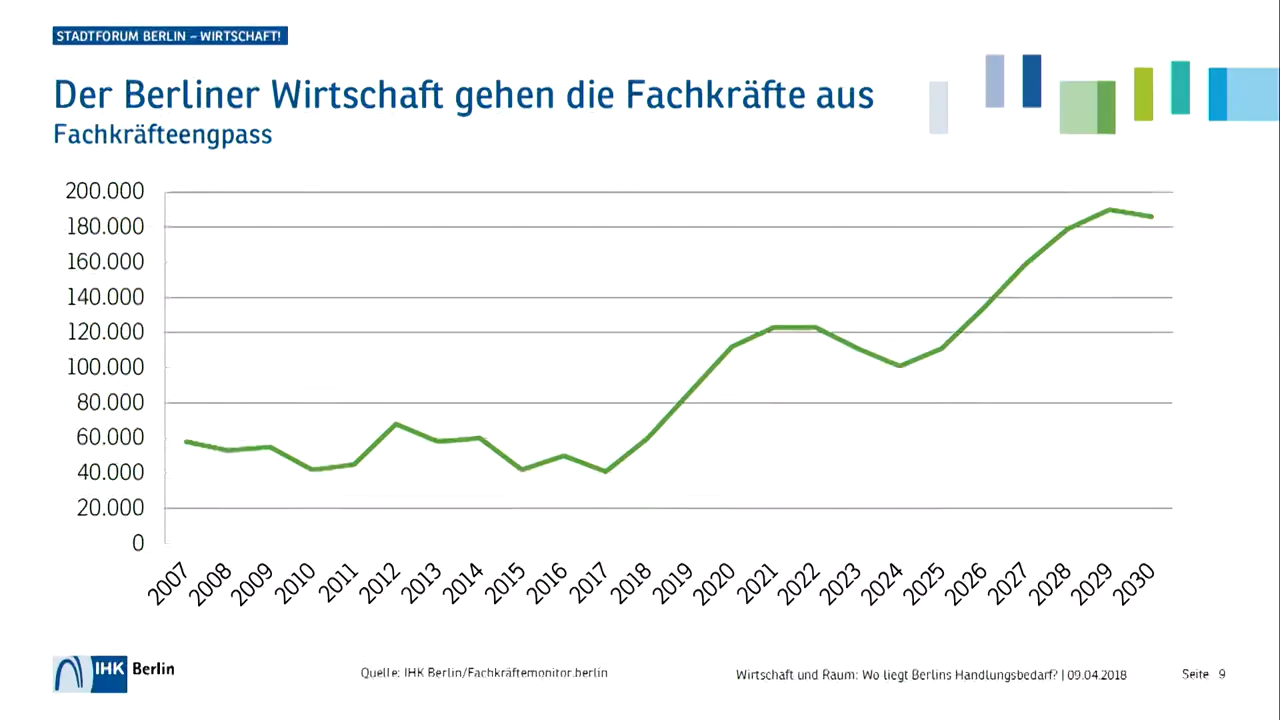 STADTFORUM BERLIN – WIRTSCHAFT!
Der Berliner Wirtschaft gehen die Fachkräfte aus
Fachkräfteengpass
200.000
180.000
160.000
140.000
120.000
100.000
80.000
60.000
40.000
20.000
0
2007 2008 2009 2010 2011 2012 2013 2014 2015 2016 2017 2018 2019 2020 2021 2022 2023 2024 2025 2026 2027 2028 2029 2030
IHK Berlin
Quelle: IHK Berlin/Fachkräftemonitor.berlin
Wirtschaft und Raum: Wo liegt Berlins Handlungsbedarf? | 09.04.2018
Seite 9